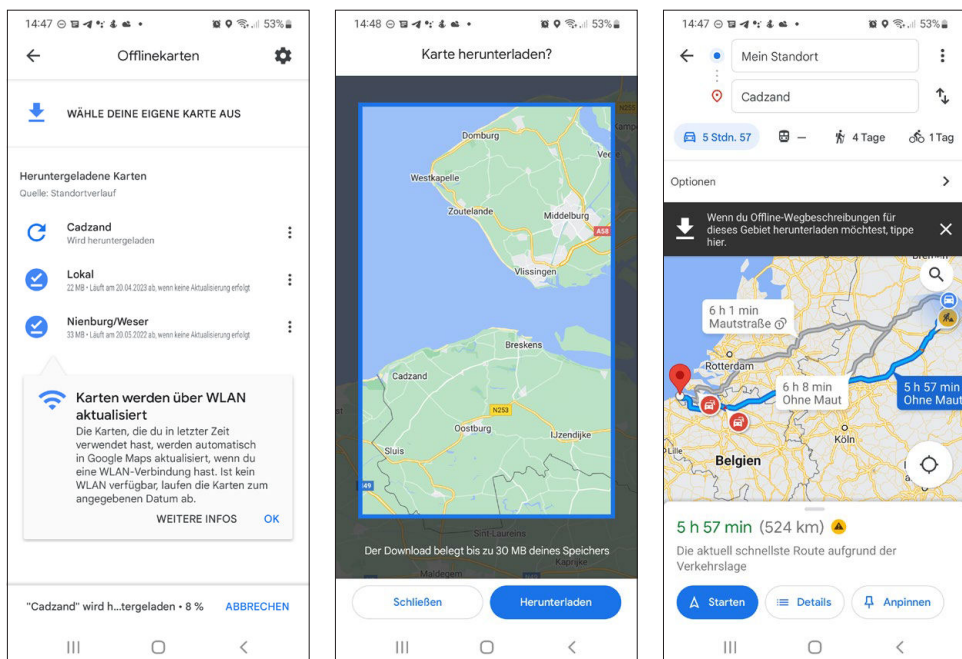 14:47
53%
Offlinekarten
WÄHLE DEINE EIGENE KARTE AUS
Heruntergeladene Karten
Quelle: Standortverlauf
Cadzand
Wird heruntergeladen
Lokal
22 MB • Läuft am 20.04.2023 ab, wenn keine Aktualisierung erfolgt
Nienburg/Weser
33 MB • Läuft am 20.05.2022 ab, wenn keine Aktualisierung erfolgt
Karten werden über WLAN
aktualisiert
Die Karten, die du in letzter Zeit
verwendet hast, werden automatisch
in Google Maps aktualisiert, wenn du
eine WLAN-Verbindung hast. Ist kein
WLAN verfügbar, laufen die Karten zum
angegebenen Datum ab.
WEITERE INFOS OK
"Cadzand" wird h...tergeladen • 8 % ABBRECHEN
14:48
53%
Karte herunterladen?
N253
Domburg
Veere
Westkapelle
Zoutelande
Middelburg
A58
Vlissingen
Breskens
Cadzand
N253
Oostburg
IJzendijke
Sluis
N49
Sint-Laureins
Der Download belegt bis zu 30 MB deines Speichers
Kaprijke
Maldegem
Schließen Herunterladen
14:47
53%
Mein Standort
Cadzand
5 Stdn. 57 – 4 Tage 1 Tag
Optionen
Wenn du Offline-Wegbeschreibungen für
dieses Gebiet herunterladen möchtest, tippe
hier.
Bremen
6 h 1 min
Mautstraße
Rotterdam
6 h 8 min
Ohne Maut
5 h 57 min
Ohne Maut
Köln
Lille
Belgien
5 h 57 min (524 km)
Die aktuell schnellste Route aufgrund der
Verkehrslage
Starten Details Anpinnen